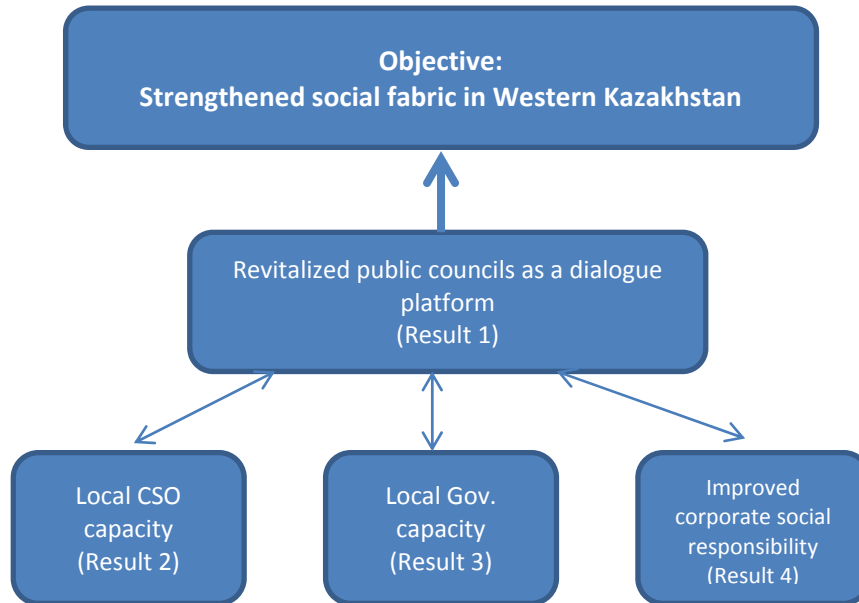 Objective:
Strengthened social fabric in Western Kazakhstan
Revitalized public councils as a dialogue
platform
(Result 1)
Local CSO
capacity
(Result 2)
Local Gov.
capacity
(Result 3)
Improved
corporate social
responsibility
(Result 4)